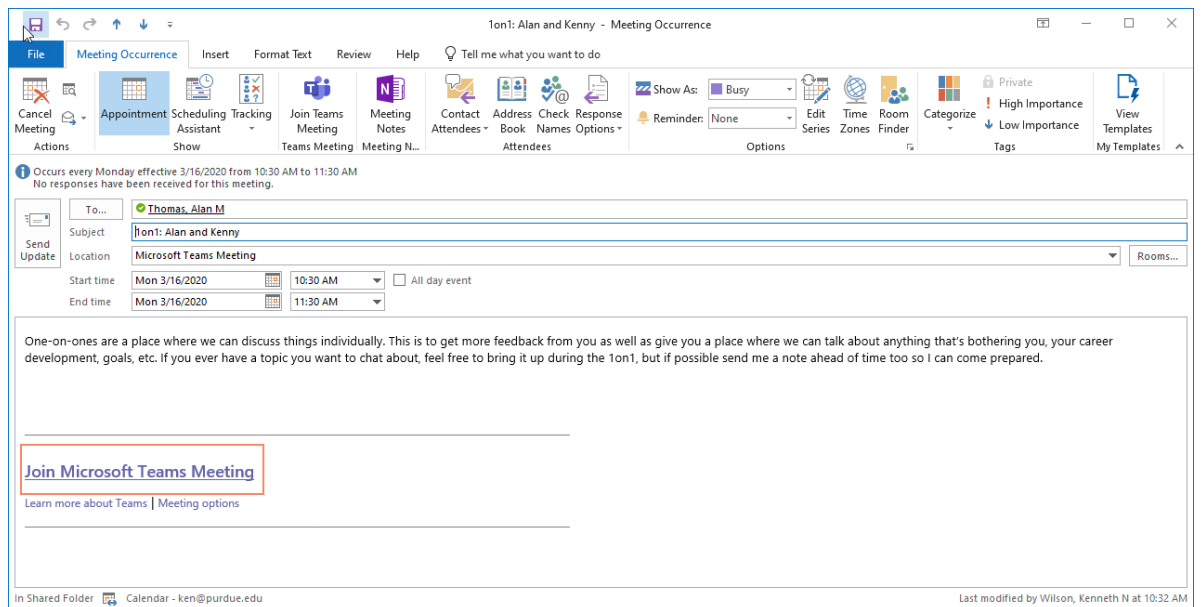 1on1: Alan and Kenny - Meeting Occurrence
File Meeting Occurrence Insert Format Text Review Help Tell me what you want to do
Cancel Meeting
Appointment
Scheduling Assistant
Tracking
Join Teams Meeting
Meeting Notes
Contact Attendees
Address Book
Check Names
Response Options
Show As: Busy
Reminder: None
Edit Series
Time Zones
Room Finder
Categorize
Private
High Importance
Low Importance
View Templates
Actions Show Teams Meeting Meeting N... Attendees Options Tags My Templates
Occurs every Monday effective 3/16/2020 from 10:30 AM to 11:30 AM
No responses have been received for this meeting.
Send Update
To... Thomas, Alan M
Subject 1on1: Alan and Kenny
Location Microsoft Teams Meeting Rooms...
Start time Mon 3/16/2020 10:30 AM All day event
End time Mon 3/16/2020 11:30 AM
One-on-ones are a place where we can discuss things individually. This is to get more feedback from you as well as give you a place where we can talk about anything that's bothering you, your career
development, goals, etc. If you ever have a topic you want to chat about, feel free to bring it up during the 1on1, but if possible send me a note ahead of time too so I can come prepared.
Join Microsoft Teams Meeting
Learn more about Teams | Meeting options
In Shared Folder Calendar - ken@purdue.edu Last modified by Wilson, Kenneth N at 10:32 AM